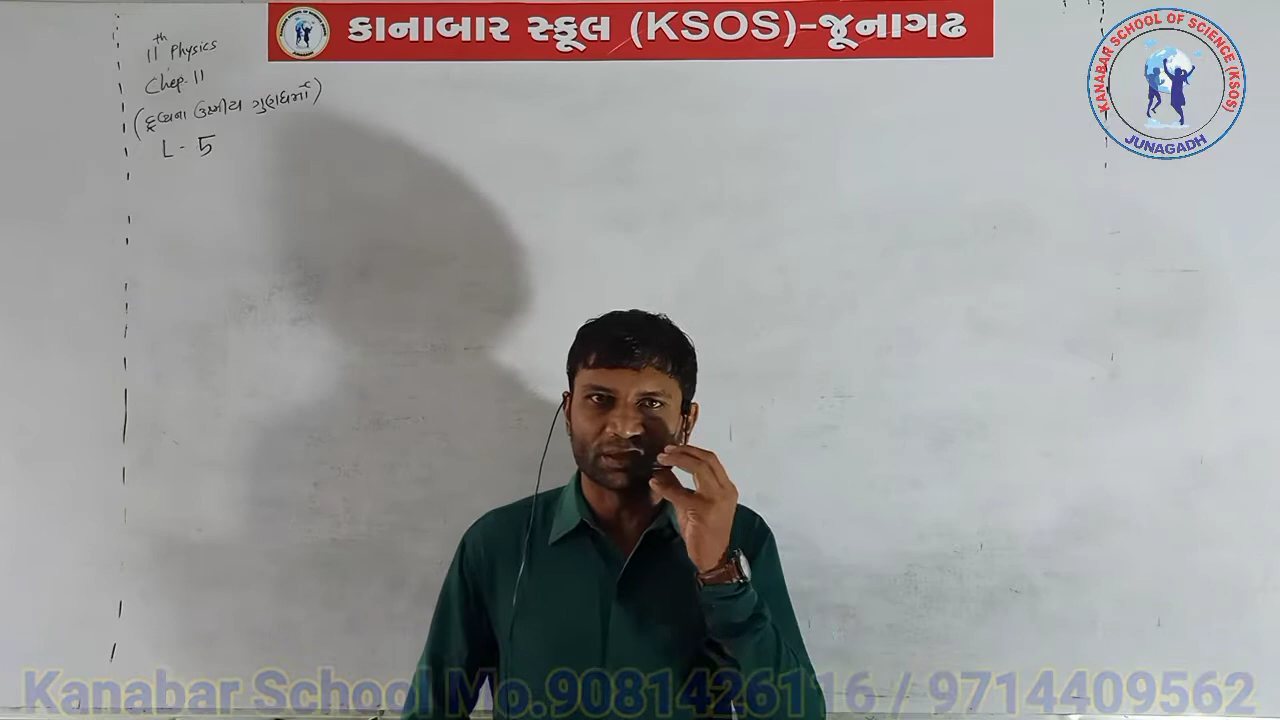 કાનાબાર સ્કૂલ (KSOS)-જૂનાગઢ
KANABAR SCHOOL OF SCIENCE (KSOS)
JUNAGADH
11th Physics
Chep. 11
(દ્રવ્યના ઉષ્મીય ગુણધર્મો)
L - 5
Kanabar School Mo.9081426116 / 9714409562